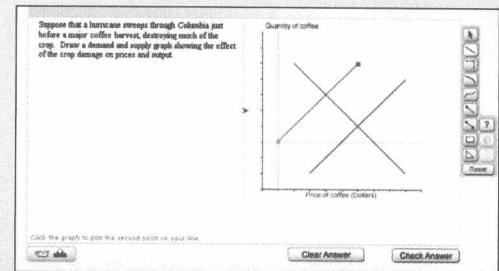 Suppose that a hurricane sweeps through Columbia just
before a major coffee harvest, destroying much of the
crop. Draw a demand and supply graph showing the effect
of the crop damage on prices and output.
Quantity of coffee
Price of coffee (Dollars)
?
Reset
Click the graph to plot the second point on your line.
Clear Answer
Check Answer